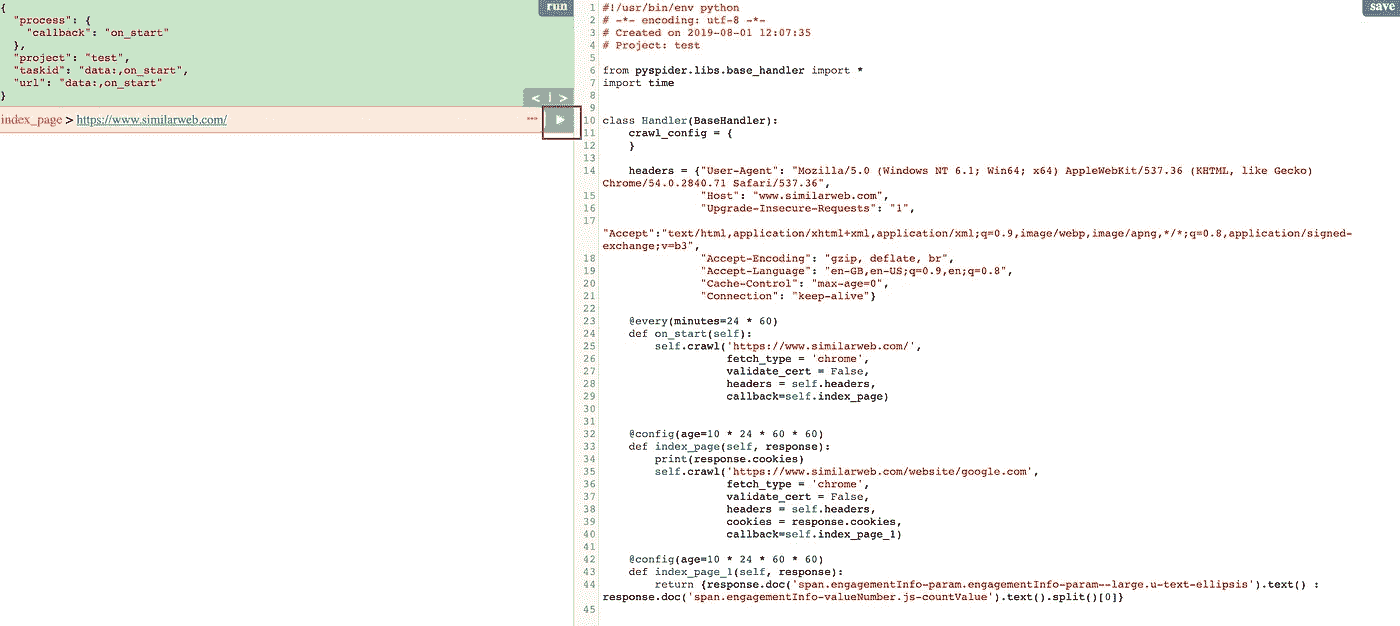 {
  "process": {
    "callback": "on_start"
  },
  "project": "test",
  "taskid": "data:,on_start",
  "url": "data:,on_start"
}
run
< | >
index_page > https://www.similarweb.com/
save
1 #!/usr/bin/env python
2 # -*- encoding: utf-8 -*-
3 # Created on 2019-08-01 12:07:35
4 # Project: test
5
6 from pyspider.libs.base_handler import *
7 import time
8
9
10 class Handler(BaseHandler):
11     crawl_config = {
12     }
13
14     headers = {"User-Agent": "Mozilla/5.0 (Windows NT 6.1; Win64; x64) AppleWebKit/537.36 (KHTML, like Gecko)
Chrome/54.0.2840.71 Safari/537.36",
15                "Host": "www.similarweb.com",
16                "Upgrade-Insecure-Requests": "1",
17
"Accept":"text/html,application/xhtml+xml,application/xml;q=0.9,image/webp,image/apng,*/*;q=0.8,application/signed-
exchange;v=b3",
18                "Accept-Encoding": "gzip, deflate, br",
19                "Accept-Language": "en-GB,en-US;q=0.9,en;q=0.8",
20                "Cache-Control": "max-age=0",
21                "Connection": "keep-alive"}
22
23     @every(minutes=24 * 60)
24     def on_start(self):
25         self.crawl('https://www.similarweb.com/',
26                    fetch_type = 'chrome',
27                    validate_cert = False,
28                    headers = self.headers,
29                    callback=self.index_page)
30
31
32     @config(age=10 * 24 * 60 * 60)
33     def index_page(self, response):
34         print(response.cookies)
35         self.crawl('https://www.similarweb.com/website/google.com',
36                    fetch_type = 'chrome',
37                    validate_cert = False,
38                    headers = self.headers,
39                    cookies = response.cookies,
40                    callback=self.index_page_1)
41
42     @config(age=10 * 24 * 60 * 60)
43     def index_page_1(self, response):
44         return {response.doc('span.engagementInfo-param.engagementInfo-param--large.u-text-ellipsis').text() :
response.doc('span.engagementInfo-valueNumber.js-countValue').text().split()[0]}
45